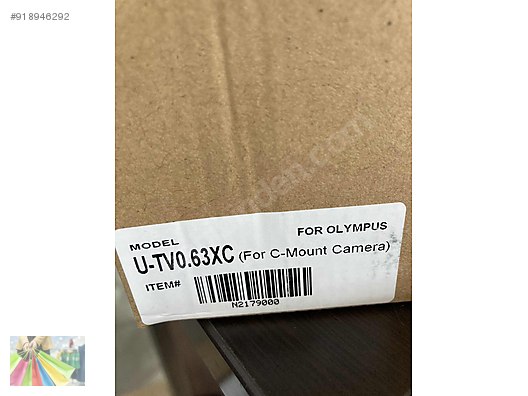 #918946292
FOR OLYMPUS
MODEL
U-TV0.63XC (For C-Mount Camera)
ITEM#
N2179000